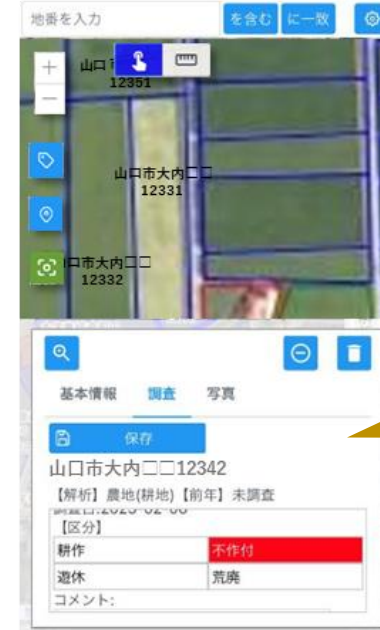 地番を入力
を含む
に一致
山口
12351
山口市大内□□
12331
口市大内□□
12332
基本情報
調査
写真
保存
山口市大内□□12342
【解析】農地(耕地)【前年】未調査
【区分】
耕作
不作付
遊休
荒廃
コメント: